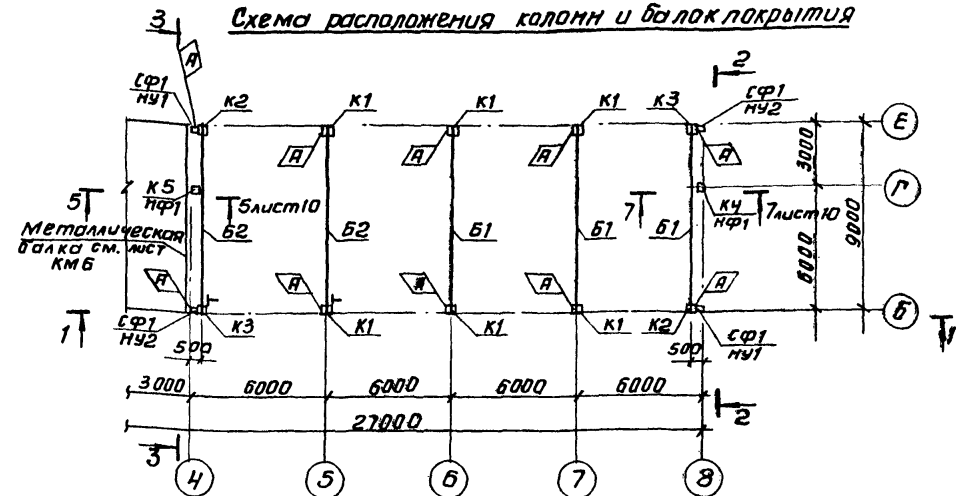 Схема расположения колонн и балок покрытия
3
А
2
СФ1
НУ1
К2
К1
К1
К1
К3
СФ1
НУ2
Е
А
А
А
А
3000
9000
К5
НФ1
5
5 лист 10
7
К4
НФ1
7 лист 10
Г
Металлическая
балка см. лист
КМ6
Б2
Б2
Б1
Б1
Б1
6000
А
А
А
А
Б
1
СФ1
НУ2
К3
К1
К1
К1
К2
СФ1
НУ1
1
500
500
3000
6000
6000
6000
6000
27000
2
3
4
5
6
7
8